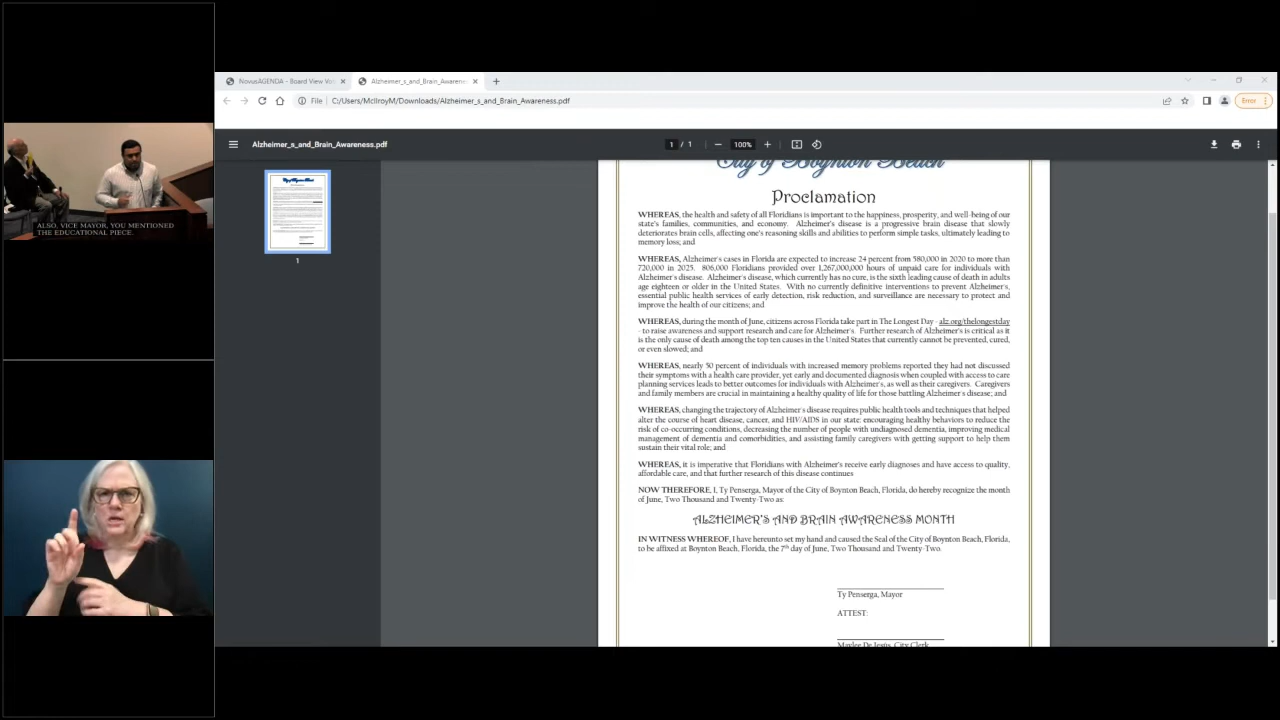 NovusAGENDA - Board View Vot
Alzheimer_s_and_Brain_Awarene
File
C:/Users/McIlroyM/Downloads/Alzheimer_s_and_Brain_Awareness.pdf
Error
Alzheimer_s_and_Brain_Awareness.pdf
1 / 1
100%
1
ALSO, VICE MAYOR, YOU MENTIONED
THE EDUCATIONAL PIECE.
City of Boynton Beach
Proclamation
WHEREAS, the health and safety of all Floridians is important to the happiness, prosperity, and well-being of our
state's families, communities, and economy. Alzheimer's disease is a progressive brain disease that slowly
deteriorates brain cells, affecting one's reasoning skills and abilities to perform simple tasks, ultimately leading to
memory loss; and
WHEREAS, Alzheimer's cases in Florida are expected to increase 24 percent from 580,000 in 2020 to more than
720,000 in 2025. 806,000 Floridians provided over 1,267,000,000 hours of unpaid care for individuals with
Alzheimer's disease. Alzheimer's disease, which currently has no cure, is the sixth leading cause of death in adults
age eighteen or older in the United States. With no currently definitive interventions to prevent Alzheimer's,
essential public health services of early detection, risk reduction, and surveillance are necessary to protect and
improve the health of our citizens; and
WHEREAS, during the month of June, citizens across Florida take part in The Longest Day - alz.org/thelongestday
- to raise awareness and support research and care for Alzheimer's. Further research of Alzheimer's is critical as it
is the only cause of death among the top ten causes in the United States that currently cannot be prevented, cured,
or even slowed; and
WHEREAS, nearly 50 percent of individuals with increased memory problems reported they had not discussed
their symptoms with a health care provider, yet early and documented diagnosis when coupled with access to care
planning services leads to better outcomes for individuals with Alzheimer's, as well as their caregivers. Caregivers
and family members are crucial in maintaining a healthy quality of life for those battling Alzheimer's disease; and
WHEREAS, changing the trajectory of Alzheimer's disease requires public health tools and techniques that helped
alter the course of heart disease, cancer, and HIV/AIDS in our state: encouraging healthy behaviors to reduce the
risk of co-occurring conditions, decreasing the number of people with undiagnosed dementia, improving medical
management of dementia and comorbidities, and assisting family caregivers with getting support to help them
sustain their vital role; and
WHEREAS, it is imperative that Floridians with Alzheimer's receive early diagnoses and have access to quality,
affordable care, and that further research of this disease continues
NOW THEREFORE, I, Ty Penserga, Mayor of the City of Boynton Beach, Florida, do hereby recognize the month
of June, Two Thousand and Twenty-Two as:
ALZHEIMER'S AND BRAIN AWARENESS MONTH
IN WITNESS WHEREOF, I have hereunto set my hand and caused the Seal of the City of Boynton Beach, Florida,
to be affixed at Boynton Beach, Florida, the 7th day of June, Two Thousand and Twenty-Two.
Ty Penserga, Mayor
ATTEST:
Maylee De Jesús, City Clerk